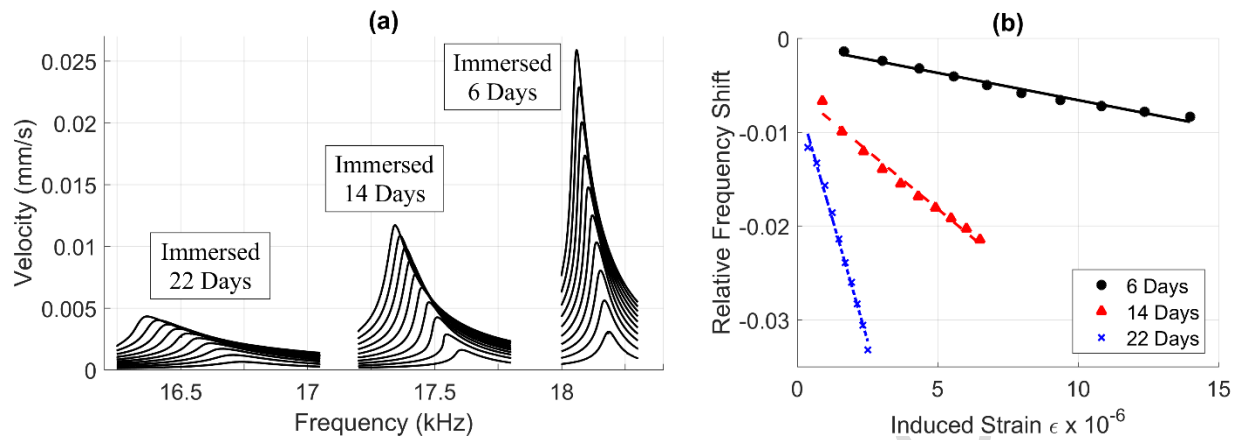 (a)
Velocity (mm/s)
0.025
0.02
0.015
0.01
0.005
0
Immersed
22 Days
Immersed
14 Days
Immersed
6 Days
16.5
17
17.5
18
Frequency (kHz)
(b)
Relative Frequency Shift
0
-0.01
-0.02
-0.03
6 Days
14 Days
22 Days
0
5
10
15
Induced Strain ϵ x 10⁻⁶